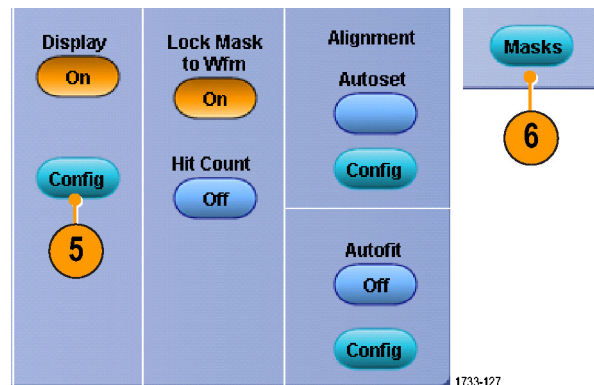 Display
On
Config
5
Lock Mask
to Wfm
On
Hit Count
Off
Alignment
Autoset
Config
Autofit
Off
Config
Masks
6
1733-127